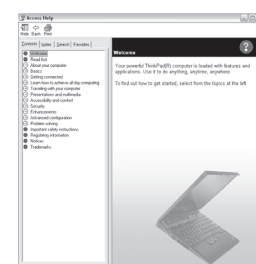 Access Help
Hide Back Print
Contents Index Search Favorites
Welcome
Read first
About your computer
Basics
Getting connected
Learn how to achieve all day computing
Traveling with your computer
Presentations and multimedia
Accessibility and comfort
Security
Enhancements
Advanced configuration
Problem solving
Important safety instructions
Regulatory information
Notices
Trademarks
?
Welcome
Your powerful ThinkPad(R) computer is loaded with features and
applications. Use it to do anything, anytime, anywhere.
To find out how to get started, select from the topics at the left.